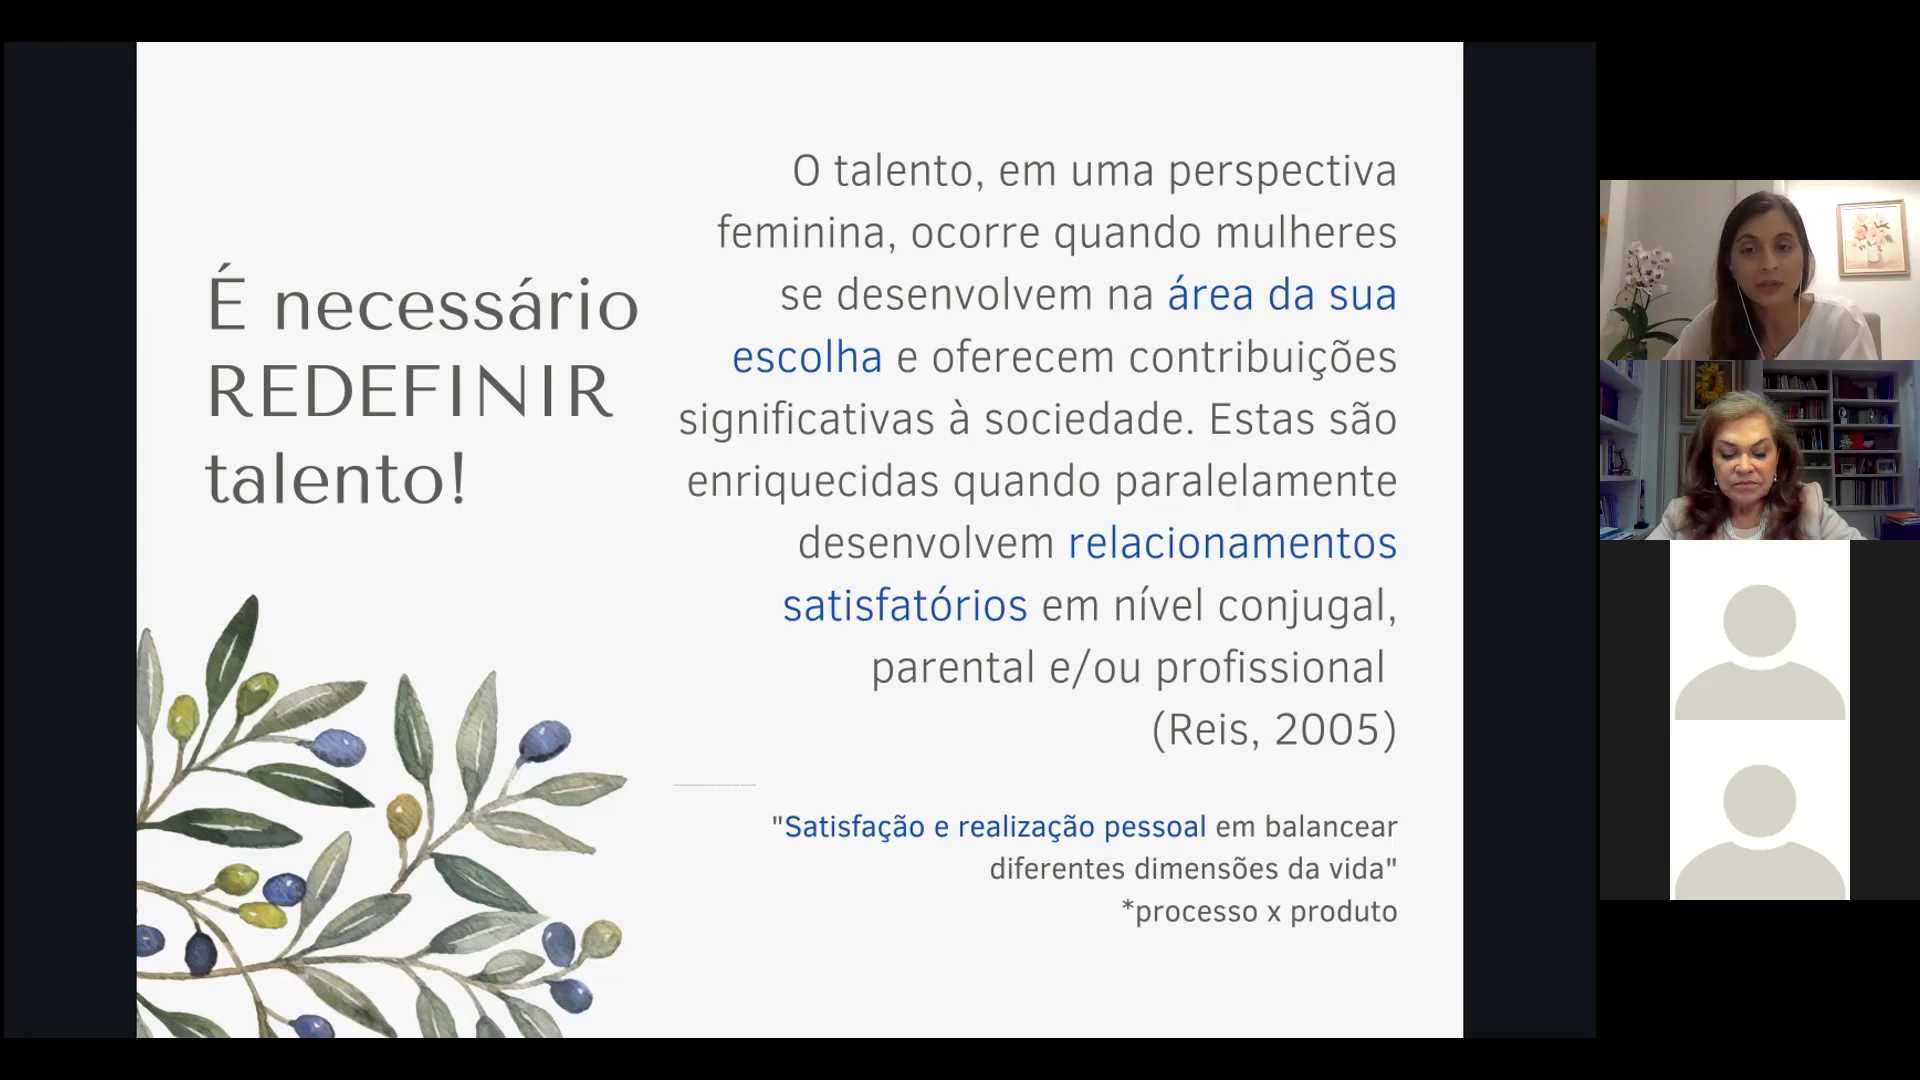 É necessário
REDEFINIR
talento!
O talento, em uma perspectiva
feminina, ocorre quando mulheres
se desenvolvem na área da sua
escolha e oferecem contribuições
significativas à sociedade. Estas são
enriquecidas quando paralelamente
desenvolvem relacionamentos
satisfatórios em nível conjugal,
parental e/ou profissional
(Reis, 2005)
"Satisfação e realização pessoal em balancear
diferentes dimensões da vida"
*processo x produto